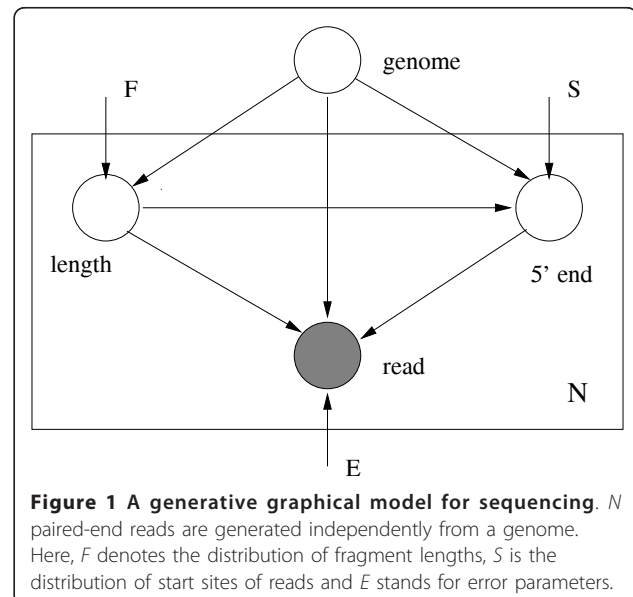 genome
F
S
length
5' end
read
N
E
Figure 1 A generative graphical model for sequencing. N
paired-end reads are generated independently from a genome.
Here, F denotes the distribution of fragment lengths, S is the
distribution of start sites of reads and E stands for error parameters.